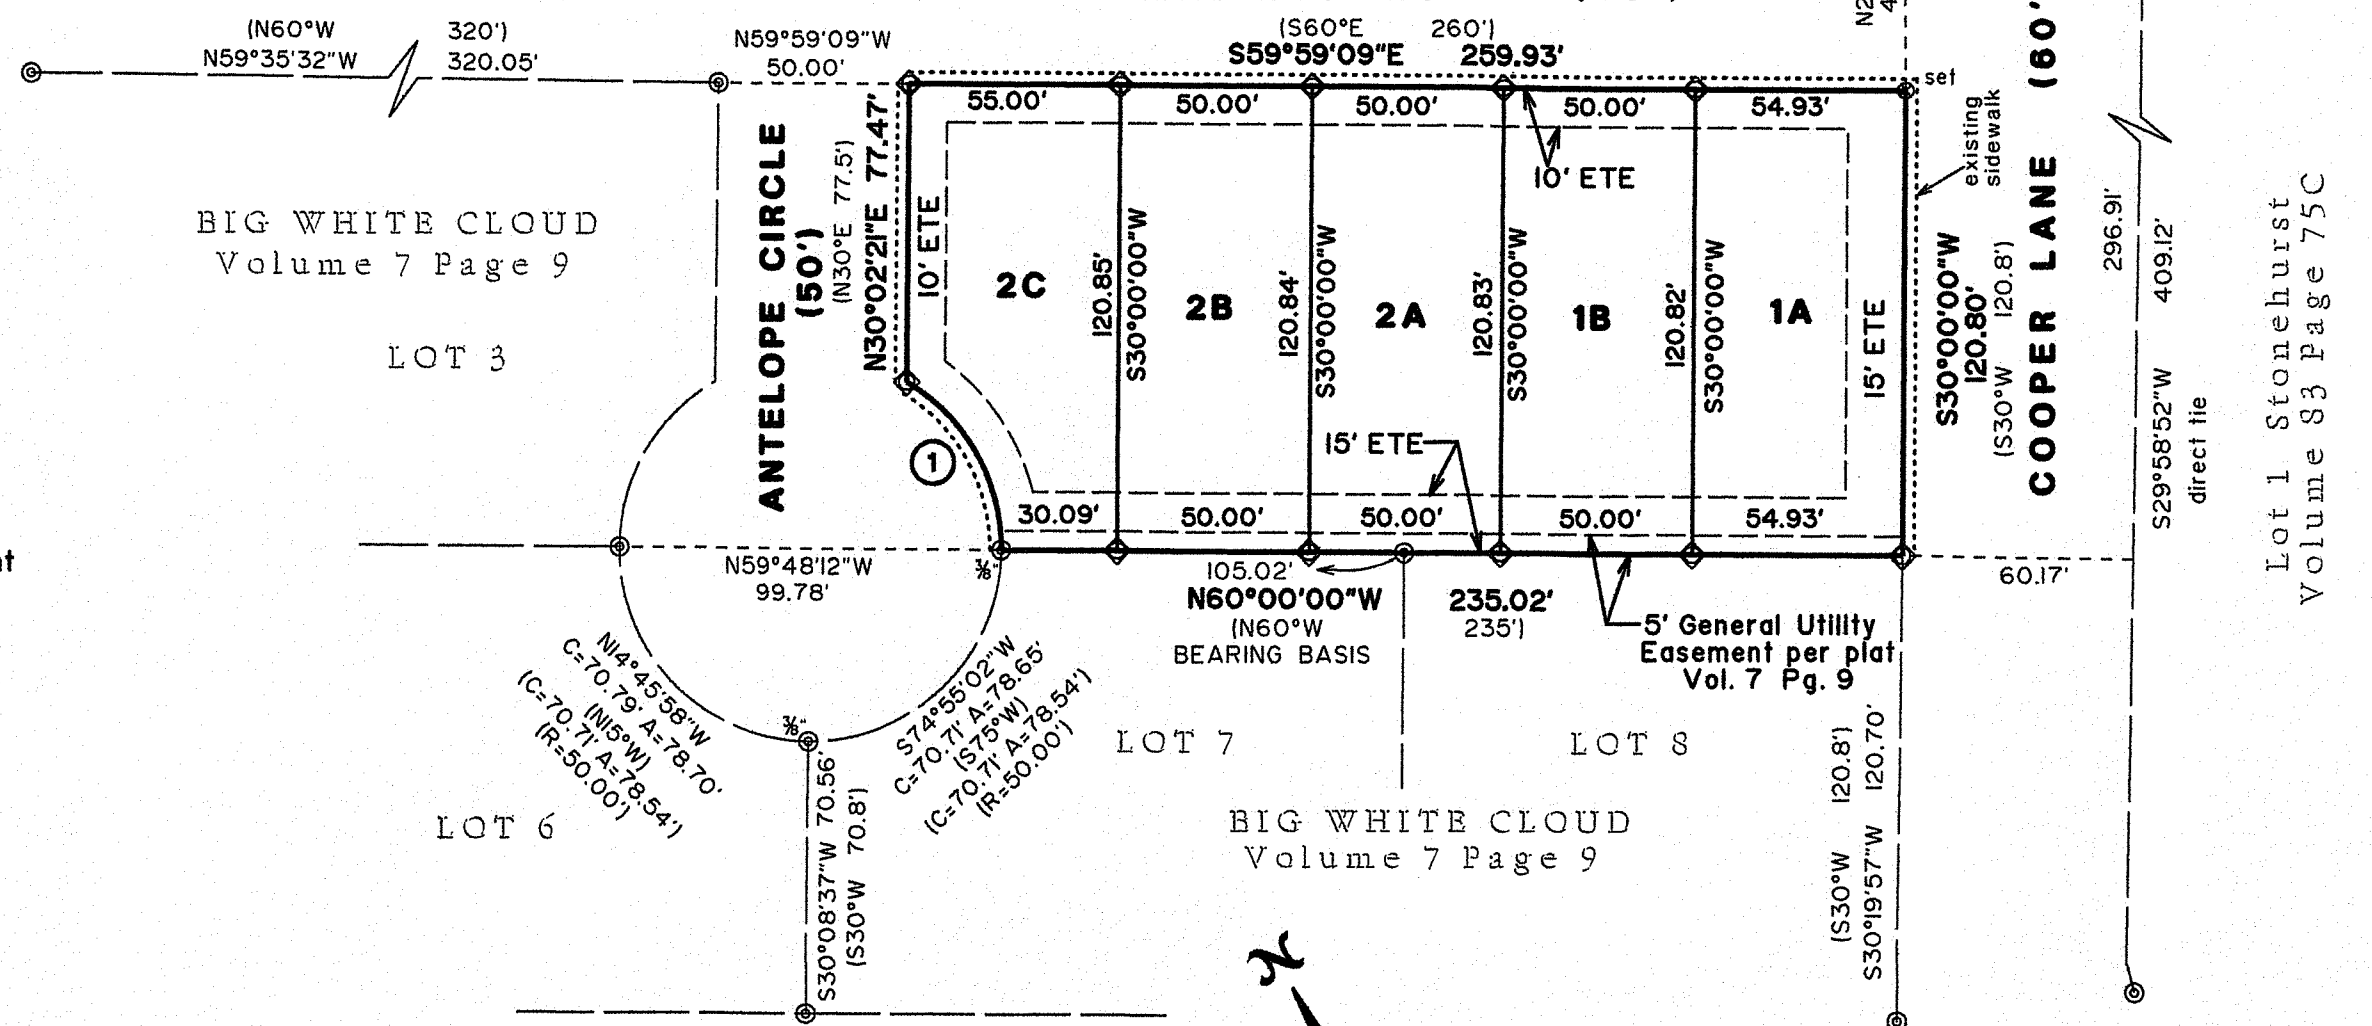 (N60°W 320')
N59°35'32"W 320.05'
N59°59'09"W
50.00'
(S60°E 260')
S59°59'09"E 259.93'
set
55.00'
50.00'
50.00'
50.00'
54.93'
10' ETE
existing
sidewalk
BIG WHITE CLOUD
Volume 7 Page 9
LOT 3
ANTELOPE CIRCLE
(50')
(N30°E 77.5')
N30°02'21"E 77.47'
10' ETE
2C
120.85'
S30°00'00"W
2B
120.84'
S30°00'00"W
2A
120.83'
S30°00'00"W
1B
120.82'
S30°00'00"W
1A
15' ETE
S30°00'00"W
120.80'
(S30°W 120.8')
COOPER LANE (60'
296.91'
S29°58'52"W 409.12'
direct tie
Lot 1 Stonehurst
Volume 83 Page 75C
1
15' ETE
30.09'
50.00'
50.00'
50.00'
54.93'
N59°48'12"W
99.78'
3/8"
105.02'
N60°00'00"W 235.02'
(N60°W 235')
BEARING BASIS
60.17'
5' General Utility
Easement per plat
Vol. 7 Pg. 9
N14°45'58"W
C=70.79' A=78.70'
(N15°W)
(C=70.71' A=78.54')
(R=50.00')
3/8"
S74°55'02"W
C=70.71' A=78.65'
(S75°W)
(C=70.71' A=78.54')
(R=50.00')
LOT 7
LOT 8
LOT 6
BIG WHITE CLOUD
Volume 7 Page 9
S30°08'37"W 70.56'
(S30°W 70.8')
(S30°W 120.8')
S30°19'57"W 120.70'
N